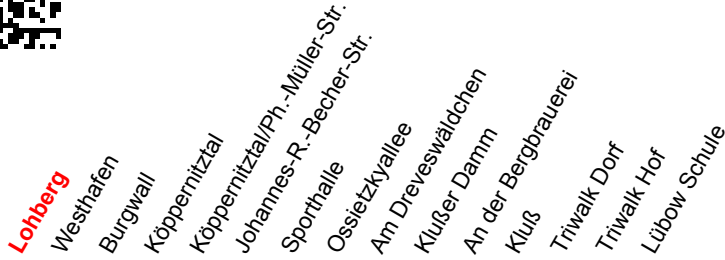 Lohberg
Westhafen
Burgwall
Köppernitztal
Köppernitztal/Ph.-Müller-Str.
Johannes-R.-Becher-Str.
Sporthalle
Ossietzkyallee
Am Dreveswäldchen
Klußer Damm
An der Bergbrauerei
Kluß
Triwalk Dorf
Triwalk Hof
Lübow Schule